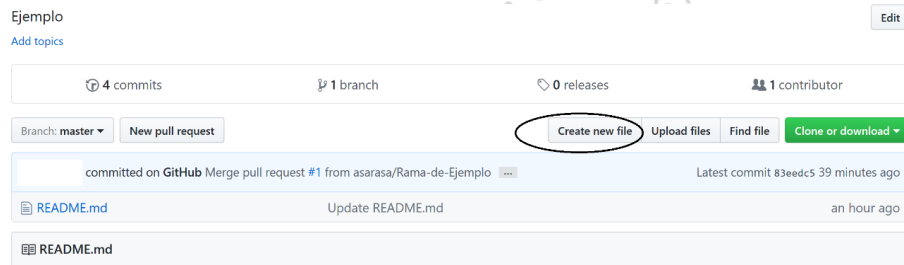 Ejemplo
Edit
Add topics
4 commits
1 branch
0 releases
1 contributor
Branch: master
New pull request
Create new file
Upload files
Find file
Clone or download
committed on GitHub Merge pull request #1 from asarasa/Rama-de-Ejemplo ...
Latest commit 83eedc5 39 minutes ago
README.md
Update README.md
an hour ago
README.md